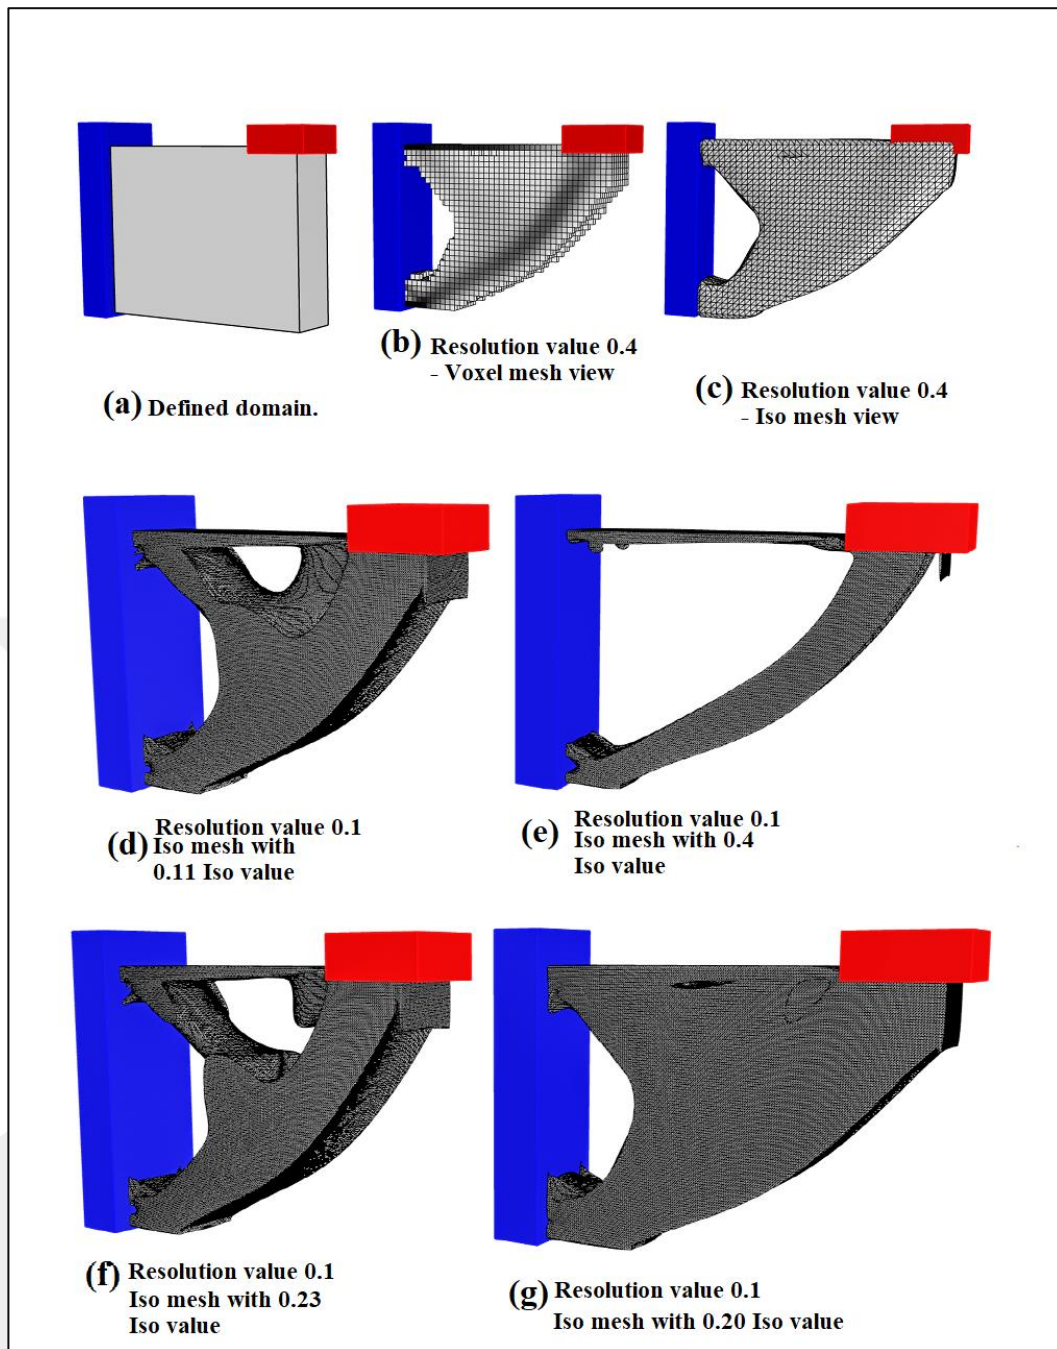 (a) Defined domain.
(b) Resolution value 0.4
- Voxel mesh view
(c) Resolution value 0.4
- Iso mesh view
(d) Resolution value 0.1
Iso mesh with
0.11 Iso value
(e) Resolution value 0.1
Iso mesh with 0.4
Iso value
(f) Resolution value 0.1
Iso mesh with 0.23
Iso value
(g) Resolution value 0.1
Iso mesh with 0.20 Iso value